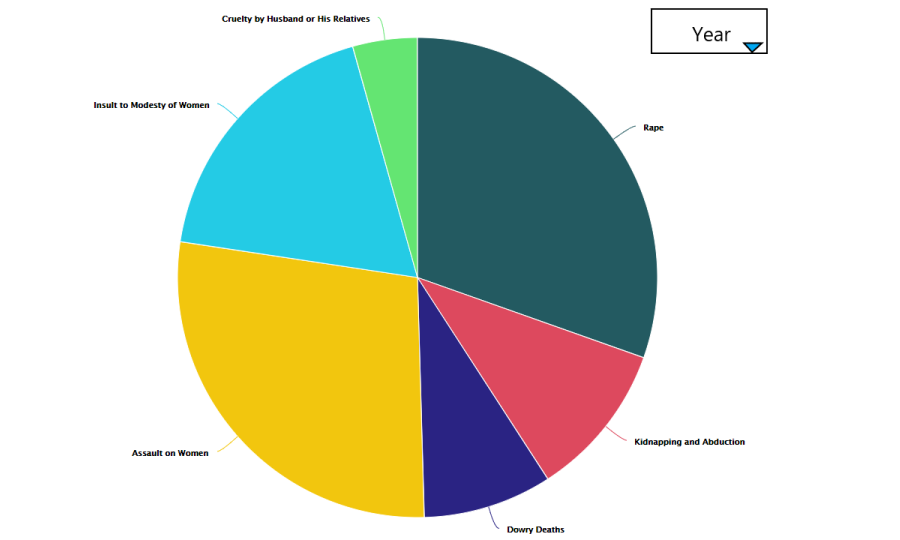 Cruelty by Husband or His Relatives
Year
Insult to Modesty of Women
Rape
Kidnapping and Abduction
Assault on Women
Dowry Deaths